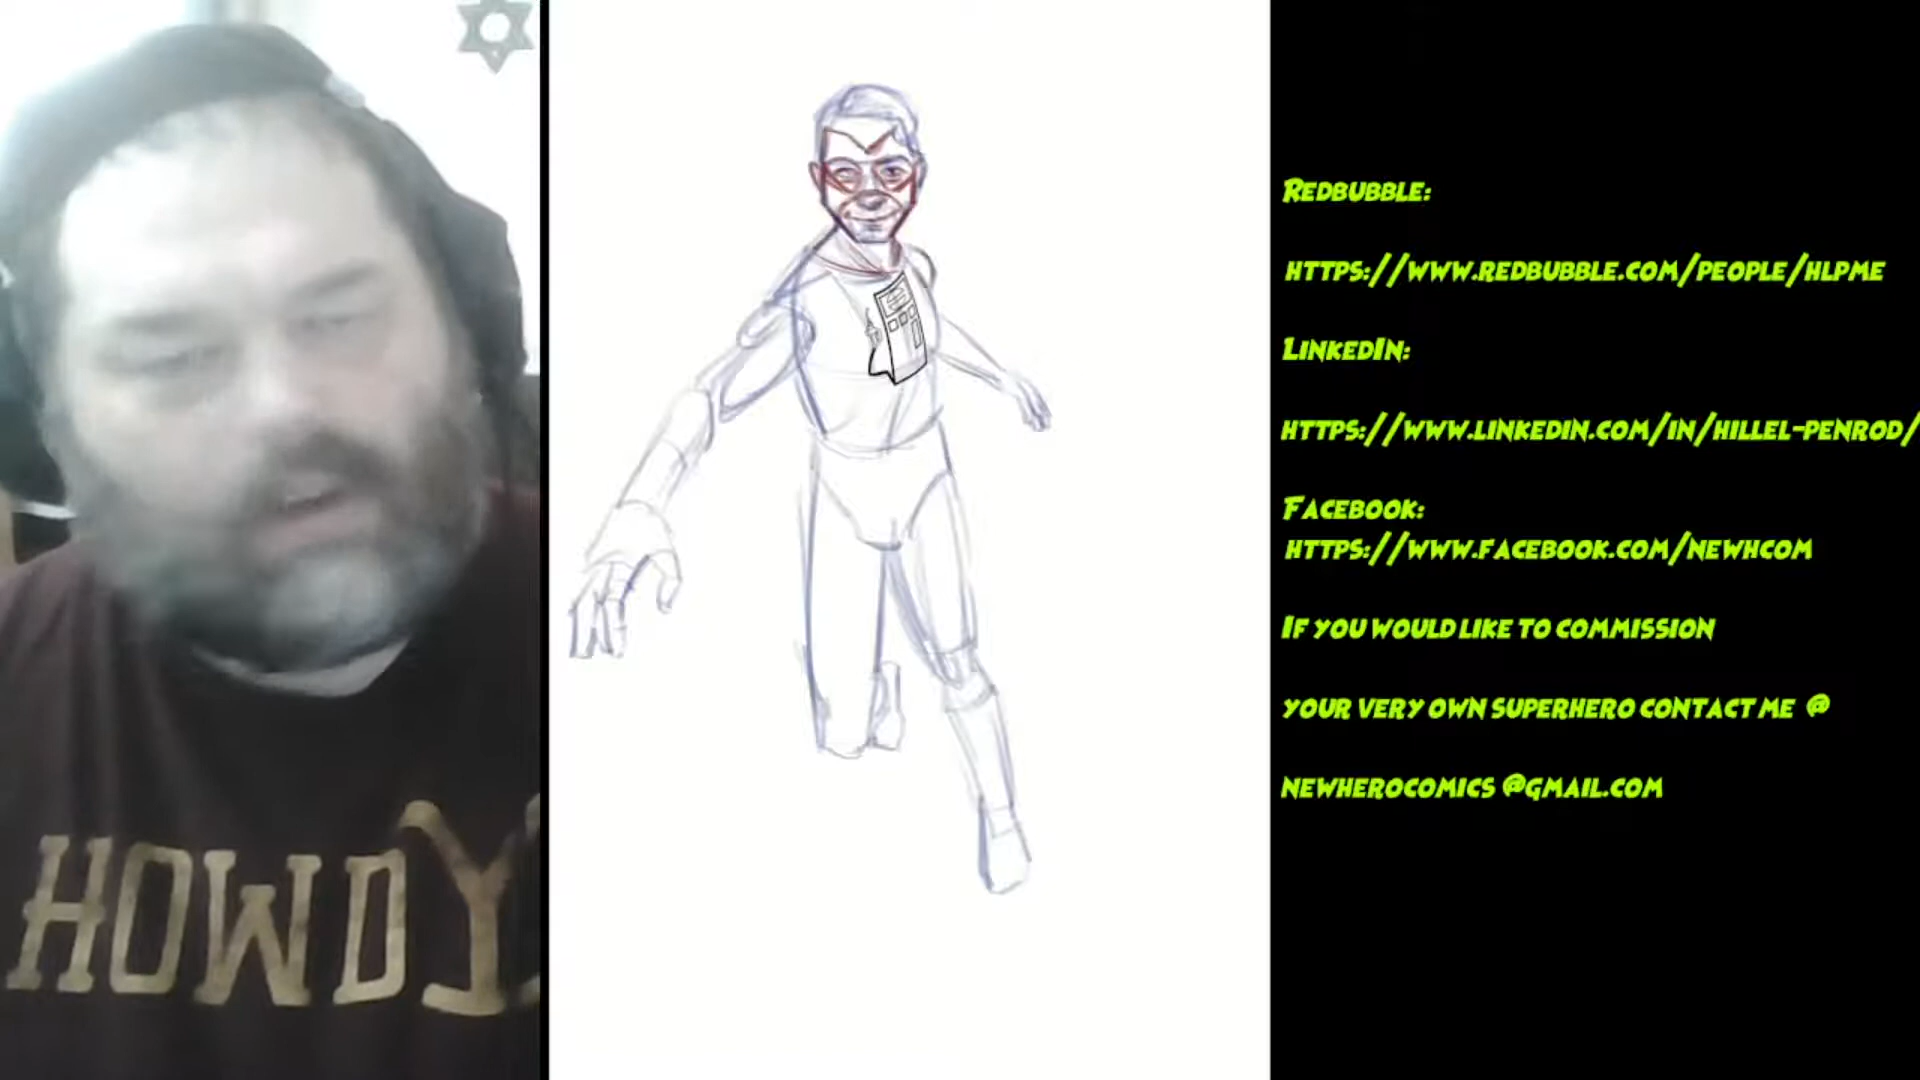 HOWDY
REDBUBBLE:
HTTPS://WWW.REDBUBBLE.COM/PEOPLE/HLPME
LINKEDIN:
HTTPS://WWW.LINKEDIN.COM/IN/HILLEL-PENROD/
FACEBOOK:
HTTPS://WWW.FACEBOOK.COM/NEWHCOM
IF YOU WOULD LIKE TO COMMISSION
YOUR VERY OWN SUPERHERO CONTACT ME @
NEWHEROCOMICS @GMAIL.COM